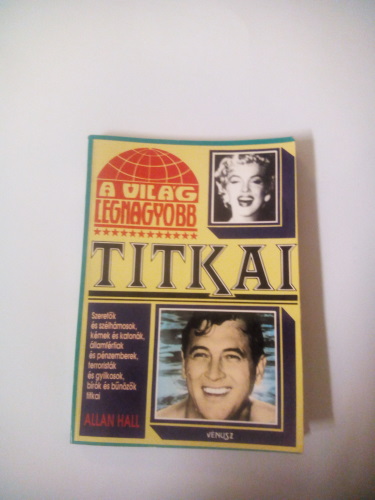 A VILÁG
LEGNAGYOBB
TITKAI
Szeretők
és szélhámosok,
kémek és katonák,
államférfiak
és pénzemberek,
terroristák
és gyilkosok,
bírák és bűnözők
titkai
ALLAN HALL
VENUSZ